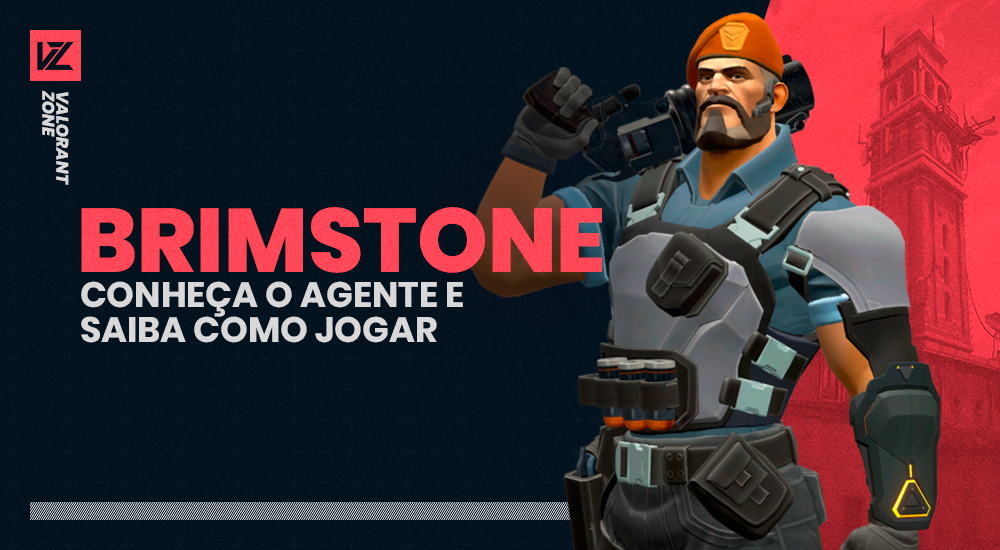 VZ
VALORANT
ZONE
BRIMSTONE
CONHEÇA O AGENTE E
SAIBA COMO JOGAR